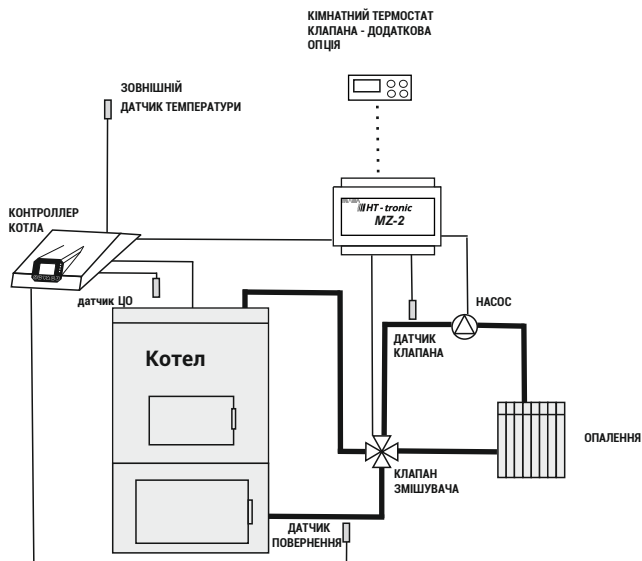 КІМНАТНИЙ ТЕРМОСТАТ
КЛАПАНА - ДОДАТКОВА
ОПЦІЯ
ЗОВНІШНІЙ
ДАТЧИК ТЕМПЕРАТУРИ
HT - tronic
MZ-2
КОНТРОЛЛЕР
КОТЛА
датчик ЦО
НАСОС
ДАТЧИК
КЛАПАНА
Котел
ОПАЛЕННЯ
КЛАПАН
ЗМІШУВАЧА
ДАТЧИК
ПОВЕРНЕННЯ